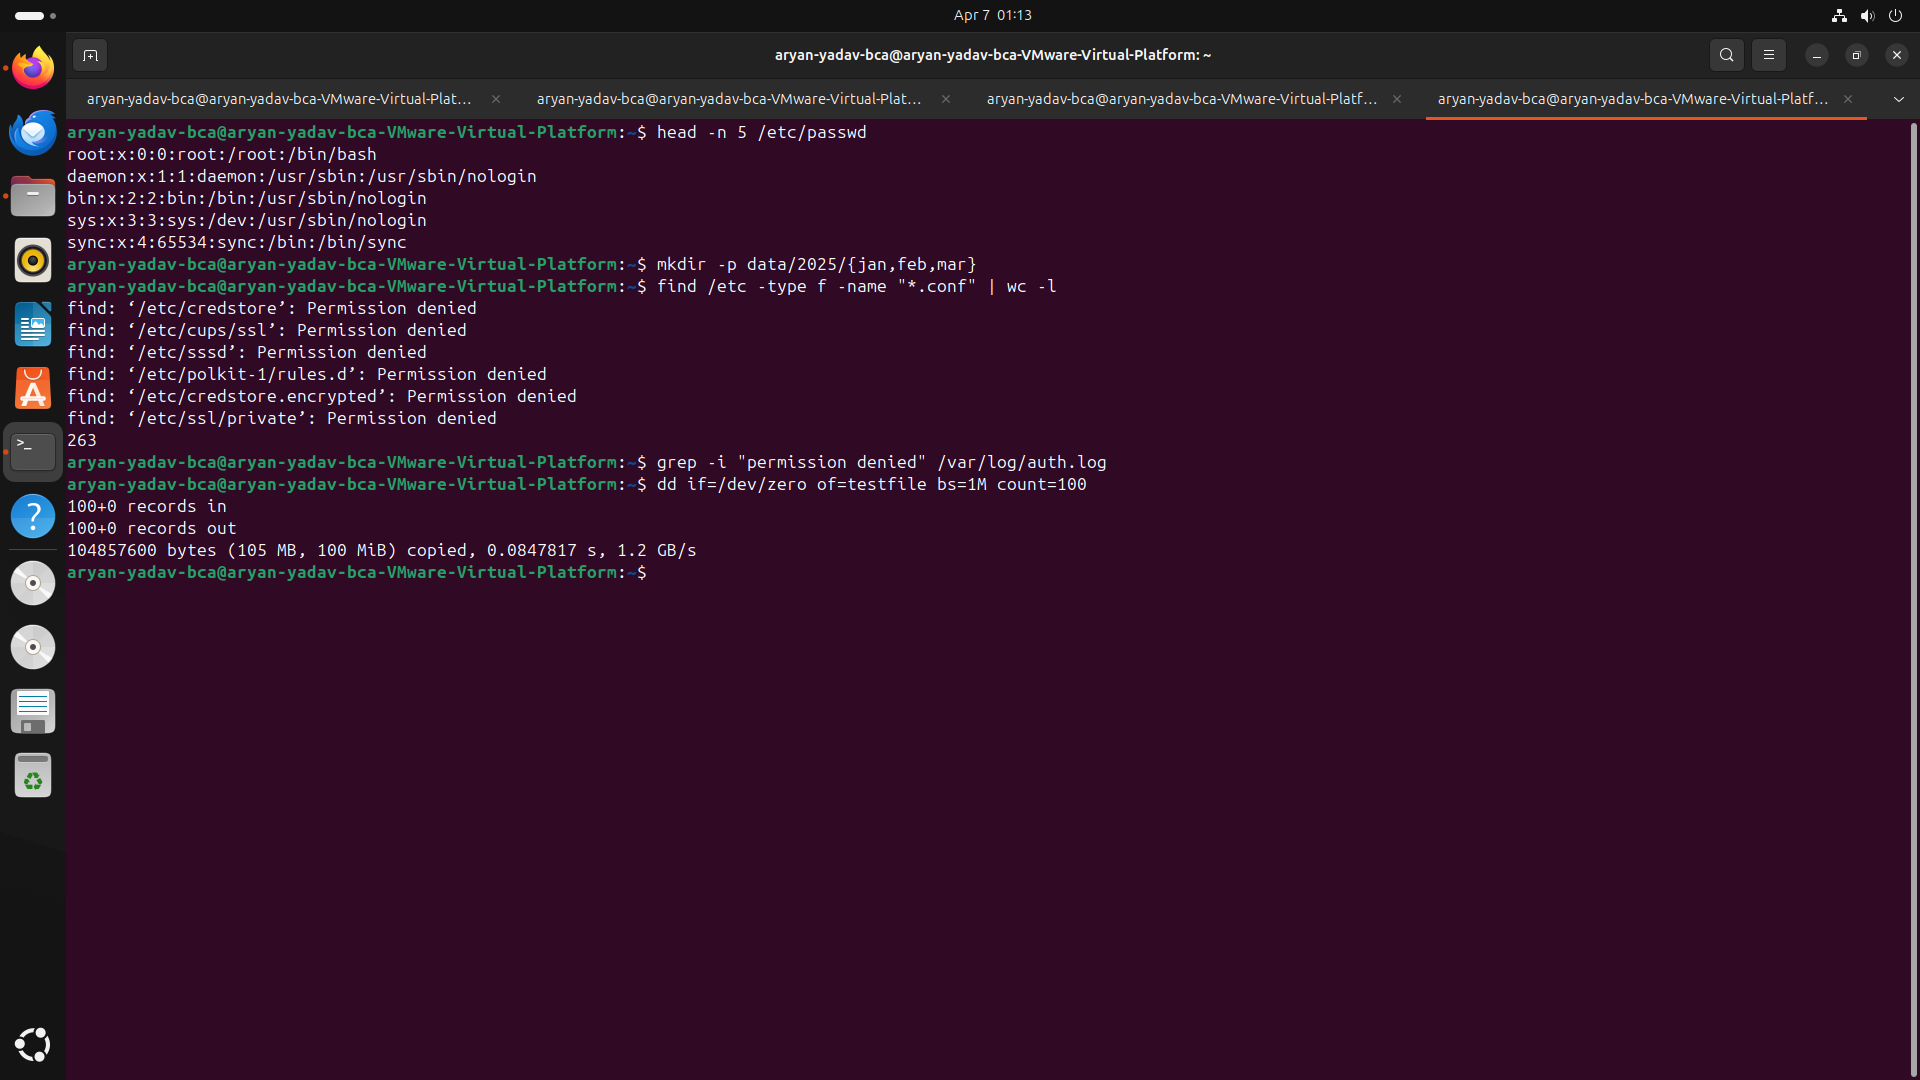 Apr 7 01:13
aryan-yadav-bca@aryan-yadav-bca-VMware-Virtual-Platform: ~
aryan-yadav-bca@aryan-yadav-bca-VMware-Virtual-Plat… aryan-yadav-bca@aryan-yadav-bca-VMware-Virtual-Plat… aryan-yadav-bca@aryan-yadav-bca-VMware-Virtual-Platf… aryan-yadav-bca@aryan-yadav-bca-VMware-Virtual-Platf…
aryan-yadav-bca@aryan-yadav-bca-VMware-Virtual-Platform:~$ head -n 5 /etc/passwd
root:x:0:0:root:/root:/bin/bash
daemon:x:1:1:daemon:/usr/sbin:/usr/sbin/nologin
bin:x:2:2:bin:/bin:/usr/sbin/nologin
sys:x:3:3:sys:/dev:/usr/sbin/nologin
sync:x:4:65534:sync:/bin:/bin/sync
aryan-yadav-bca@aryan-yadav-bca-VMware-Virtual-Platform:~$ mkdir -p data/2025/{jan,feb,mar}
aryan-yadav-bca@aryan-yadav-bca-VMware-Virtual-Platform:~$ find /etc -type f -name "*.conf" | wc -l
find: ‘/etc/credstore’: Permission denied
find: ‘/etc/cups/ssl’: Permission denied
find: ‘/etc/sssd’: Permission denied
find: ‘/etc/polkit-1/rules.d’: Permission denied
find: ‘/etc/credstore.encrypted’: Permission denied
find: ‘/etc/ssl/private’: Permission denied
263
aryan-yadav-bca@aryan-yadav-bca-VMware-Virtual-Platform:~$ grep -i "permission denied" /var/log/auth.log
aryan-yadav-bca@aryan-yadav-bca-VMware-Virtual-Platform:~$ dd if=/dev/zero of=testfile bs=1M count=100
100+0 records in
100+0 records out
104857600 bytes (105 MB, 100 MiB) copied, 0.0847817 s, 1.2 GB/s
aryan-yadav-bca@aryan-yadav-bca-VMware-Virtual-Platform:~$